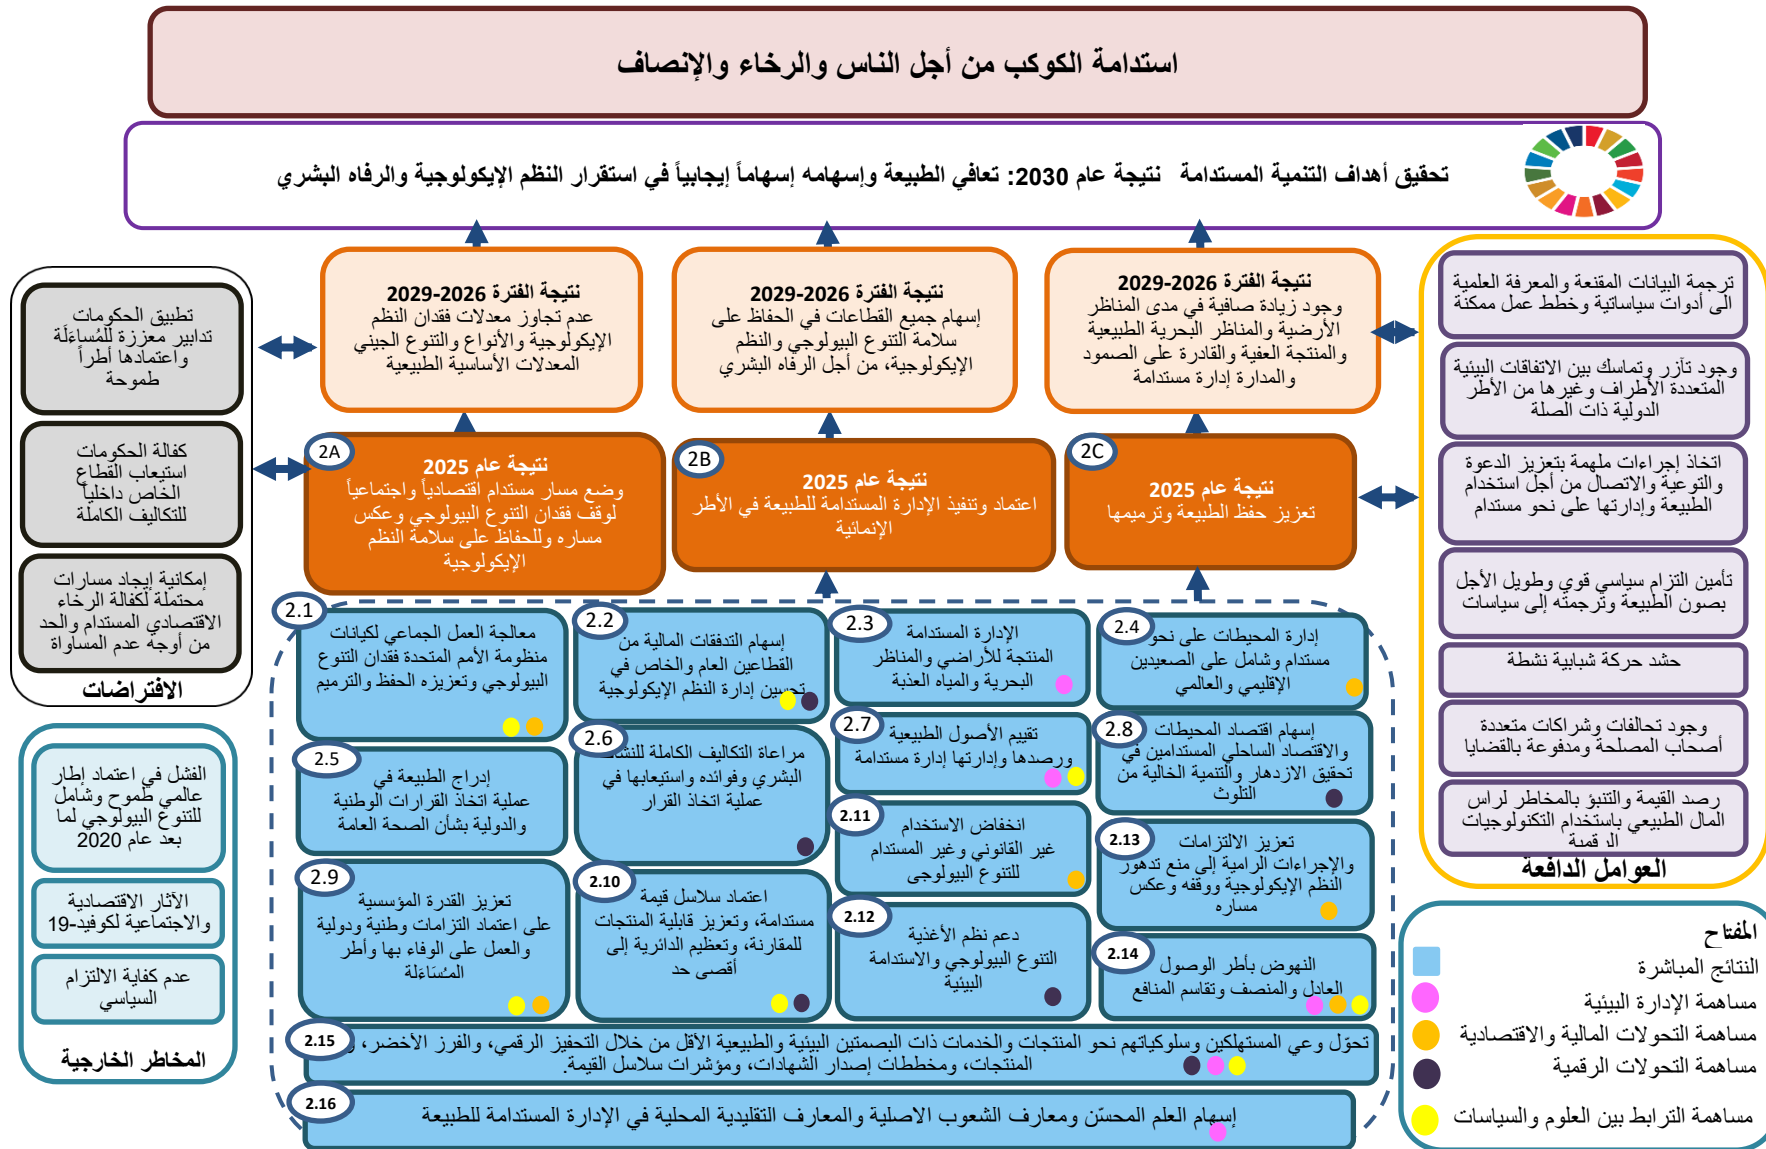 استدامة الكوكب من أجل الناس والرخاء والإنصاف
تحقيق أهداف التنمية المستدامة نتيجة عام 2030: تعافي الطبيعة وإسهامه إسهاماً إيجابياً في استقرار النظم الإيكولوجية والرفاه البشري
ترجمة البيانات المقنعة والمعرفة العلمية
الى أدوات سياساتية وخطط عمل ممكنة
وجود تآزر وتماسك بين الاتفاقات البيئية
المتعددة الأطراف وغيرها من الأطر
الدولية ذات الصلة
اتخاذ إجراءات ملهمة بتعزيز الدعوة
والتوعية والاتصال من أجل استخدام
الطبيعة وإدارتها على نحو مستدام
تأمين التزام سياسي قوي وطويل الأجل
بصون الطبيعة وترجمته إلى سياسات
حشد حركة شبابية نشطة
وجود تحالفات وشراكات متعددة
أصحاب المصلحة ومدفوعة بالقضايا
رصد القيمة والتنبؤ بالمخاطر لراس
المال الطبيعي باستخدام التكنولوجيات
الرقمية
العوامل الدافعة
نتيجة الفترة 2026-2029
وجود زيادة صافية في مدى المناظر
الأرضية والمناظر البحرية الطبيعية
والمنتجة العفية والقادرة على الصمود
والمدارة إدارة مستدامة
نتيجة الفترة 2026-2029
إسهام جميع القطاعات في الحفاظ على
سلامة التنوع البيولوجي والنظم
الإيكولوجية، من أجل الرفاه البشري
نتيجة الفترة 2026-2029
عدم تجاوز معدلات فقدان النظم
الإيكولوجية والأنواع والتنوع الجيني
المعدلات الأساسية الطبيعية
تطبيق الحكومات
تدابير معززة للمُساءَلَة
واعتمادها أطراً
طموحة
كفالة الحكومات
استيعاب القطاع
الخاص داخلياً
للتكاليف الكاملة
إمكانية إيجاد مسارات
محتملة لكفالة الرخاء
الاقتصادي المستدام والحد
من أوجه عدم المساواة
الافتراضات
2C
نتيجة عام 2025
تعزيز حفظ الطبيعة وترميمها
2B
نتيجة عام 2025
اعتماد وتنفيذ الإدارة المستدامة للطبيعة في الأطر
الإنمائية
2A
نتيجة عام 2025
وضع مسار مستدام اقتصادياً واجتماعياً
لوقف فقدان التنوع البيولوجي وعكس
مساره وللحفاظ على سلامة النظم
الإيكولوجية
2.1
معالجة العمل الجماعي لكيانات
منظومة الأمم المتحدة فقدان التنوع
البيولوجي وتعزيزه الحفظ والترميم
2.2
إسهام التدفقات المالية من
القطاعين العام والخاص في
تحسين إدارة النظم الإيكولوجية
2.3
الإدارة المستدامة
المنتجة للأراضي والمناظر
البحرية والمياه العذبة
2.4
إدارة المحيطات على نحو
مستدام وشامل على الصعيدين
الإقليمي والعالمي
2.5
إدراج الطبيعة في
عملية اتخاذ القرارات الوطنية
والدولية بشأن الصحة العامة
2.6
مراعاة التكاليف الكاملة للنشاط
البشري وفوائده واستيعابها في
عملية اتخاذ القرار
2.7
تقييم الأصول الطبيعية
ورصدها وإدارتها إدارة مستدامة
2.8
إسهام اقتصاد المحيطات
والاقتصاد الساحلي المستدامين في
تحقيق الازدهار والتنمية الخالية من
التلوث
2.9
تعزيز القدرة المؤسسية
على اعتماد التزامات وطنية ودولية
والعمل على الوفاء بها وأطر
المُسَاءَلة
2.10
اعتماد سلاسل قيمة
مستدامة، وتعزيز قابلية المنتجات
للمقارنة، وتعظيم الدائرية إلى
أقصى حد
2.11
انخفاض الاستخدام
غير القانوني وغير المستدام
للتنوع البيولوجي
2.12
دعم نظم الأغذية
التنوع البيولوجي والاستدامة
البيئية
2.13
تعزيز الالتزامات
والإجراءات الرامية إلى منع تدهور
النظم الإيكولوجية ووقفه وعكس
مساره
2.14
النهوض بأطر الوصول
العادل والمنصف وتقاسم المنافع
2.15
تحوّل وعي المستهلكين وسلوكياتهم نحو المنتجات والخدمات ذات البصمتين البيئية والطبيعية الأقل من خلال التحفيز الرقمي، والفرز الأخضر، و
المنتجات، ومخططات إصدار الشهادات، ومؤشرات سلاسل القيمة.
2.16
إسهام العلم المحسّن ومعارف الشعوب الاصلية والمعارف التقليدية المحلية في الإدارة المستدامة للطبيعة
الفشل في اعتماد إطار
عالمي طموح وشامل
للتنوع البيولوجي لما
بعد عام 2020
الآثار الاقتصادية
والاجتماعية لكوفيد-19
عدم كفاية الالتزام
السياسي
المخاطر الخارجية
المفتاح
النتائج المباشرة
مساهمة الإدارة البيئية
مساهمة التحولات المالية والاقتصادية
مساهمة التحولات الرقمية
مساهمة الترابط بين العلوم والسياسات